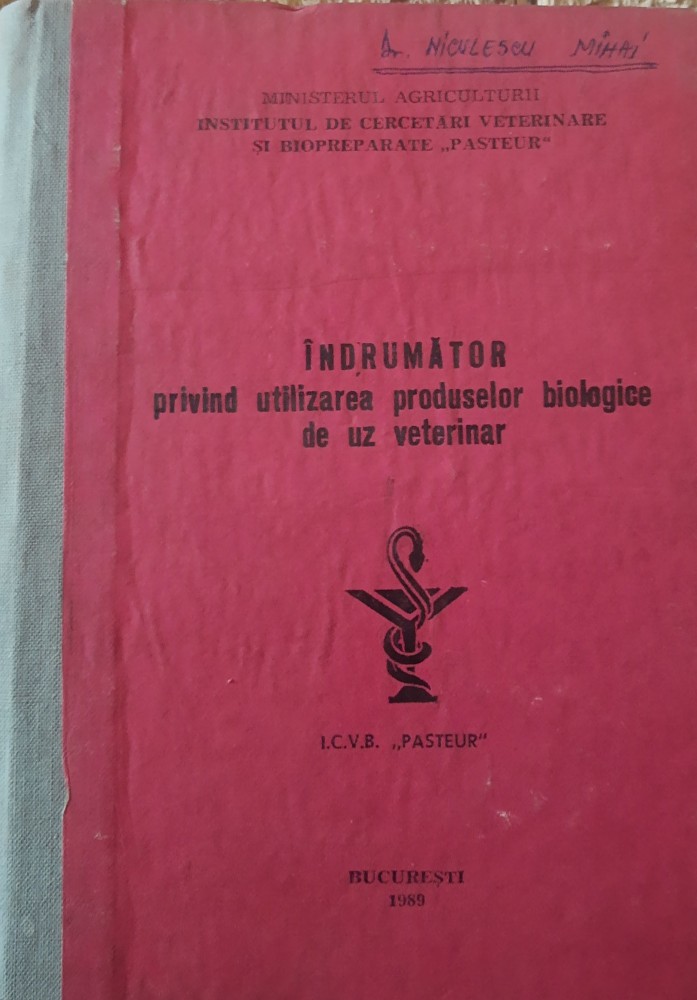 Dr. NICULESCU MIHAI
MINISTERUL AGRICULTURII
INSTITUTUL DE CERCETĂRI VETERINARE
ŞI BIOPREPARATE „PASTEUR“
ÎNDRUMĂTOR
privind utilizarea produselor biologice
de uz veterinar
I.C.V.B. „PASTEUR“
BUCUREŞTI
1989